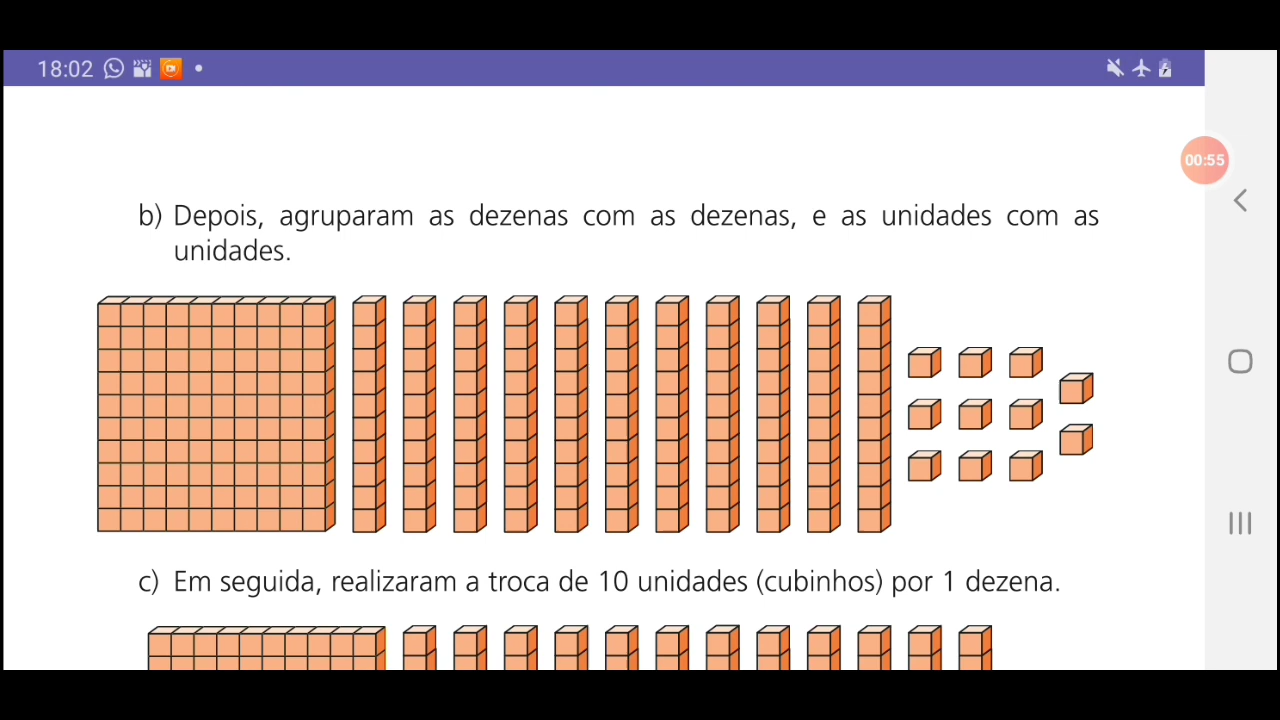 18:02
00:55
b) Depois, agruparam as dezenas com as dezenas, e as unidades com as
unidades.
c) Em seguida, realizaram a troca de 10 unidades (cubinhos) por 1 dezena.